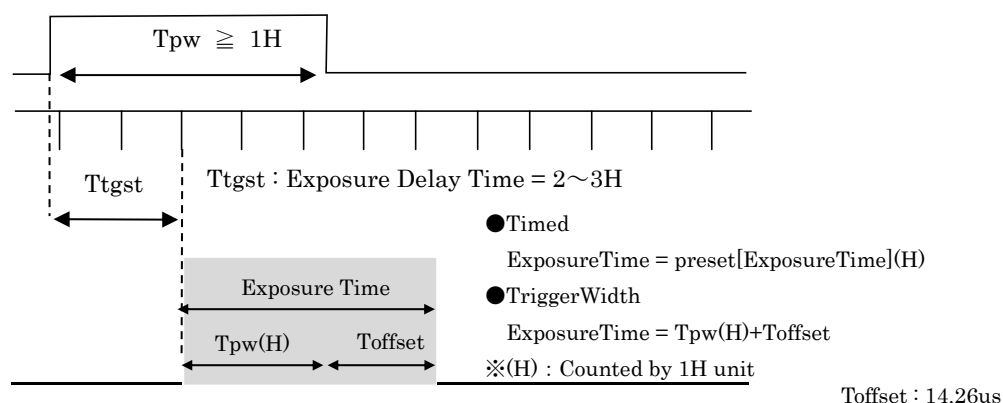 Tpw ≧ 1H
Ttgst
Ttgst : Exposure Delay Time = 2～3H
●Timed
ExposureTime = preset[ExposureTime](H)
●TriggerWidth
ExposureTime = Tpw(H)+Toffset
※(H) : Counted by 1H unit
Exposure Time
Tpw(H)
Toffset
Toffset : 14.26us